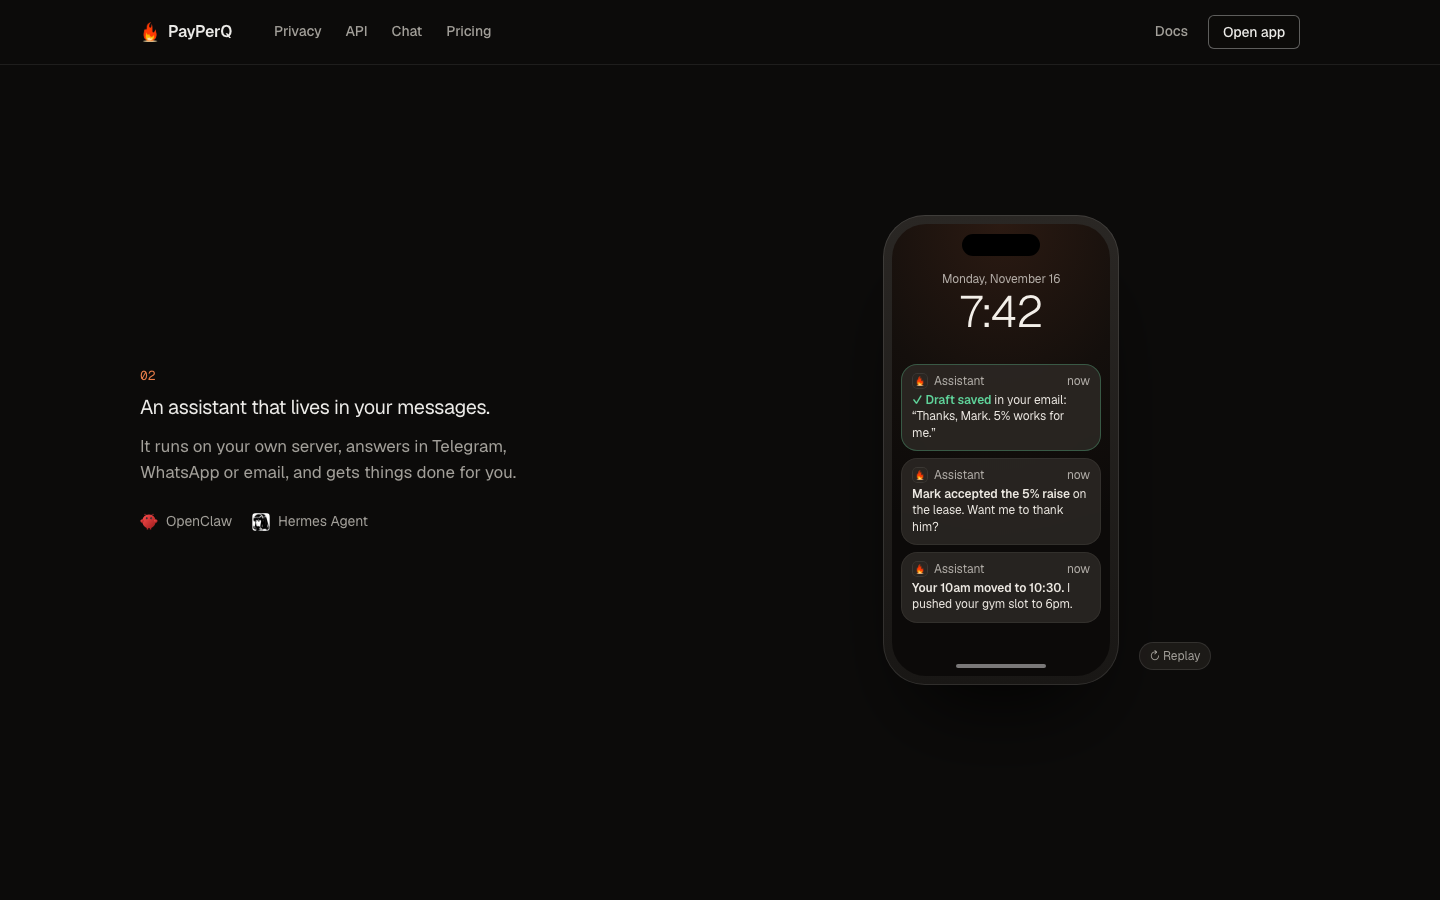 PayPerQ
Privacy
API
Chat
Pricing
Docs
Open app
02
An assistant that lives in your messages.
It runs on your own server, answers in Telegram,
WhatsApp or email, and gets things done for you.
OpenClaw
Hermes Agent
Monday, November 16
7:42
Assistant now
✓ Draft saved in your email:
“Thanks, Mark. 5% works for
me.”
Assistant now
Mark accepted the 5% raise on
the lease. Want me to thank
him?
Assistant now
Your 10am moved to 10:30. I
pushed your gym slot to 6pm.
↻ Replay